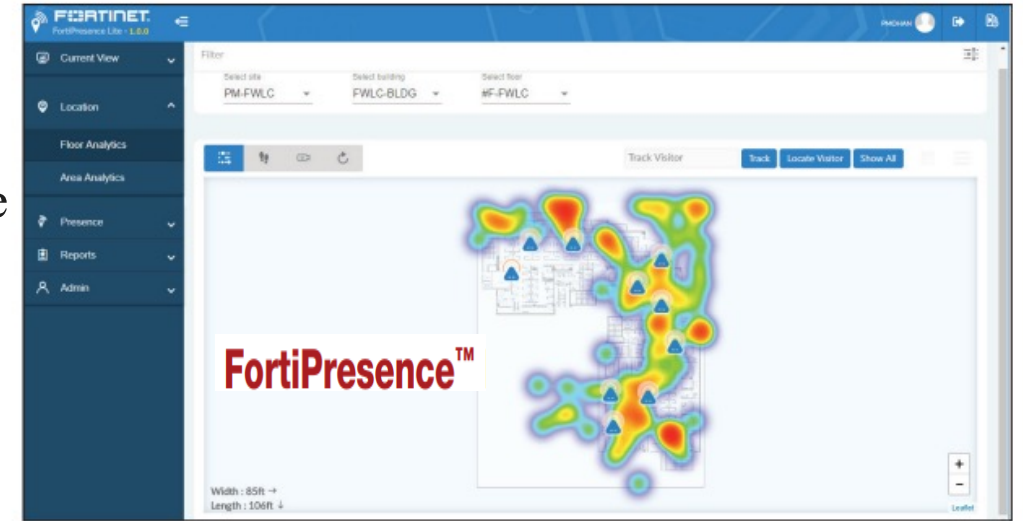 FORTINET.
FortiPresence Lite - 1.0.0
PMOHAN
Current View
Location
Floor Analytics
Area Analytics
Presence
Reports
Admin
Filter
Select site
Select building
Select floor
PM-FWLC
FWLC-BLDG
#F-FWLC
Track Visitor
Track
Locate Visitor
Show All
FortiPresence™
Width : 85ft →
Length : 106ft ↓
+
−
Leaflet
e